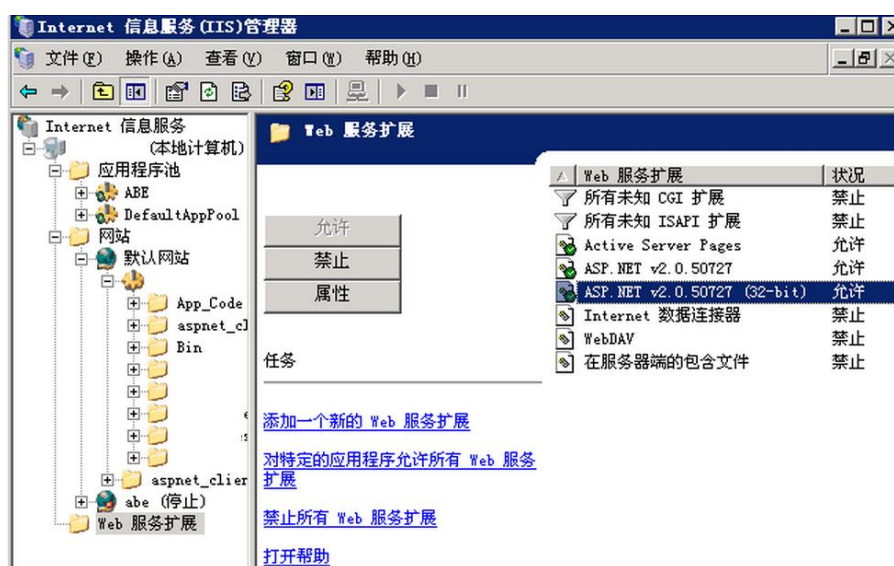 Internet 信息服务(IIS)管理器
文件(F) 操作(A) 查看(V) 窗口(W) 帮助(H)
Internet 信息服务
(本地计算机)
应用程序池
ABE
DefaultAppPool
网站
默认网站
App_Code
aspnet_cl
Bin
aspnet_clien
abe (停止)
Web 服务扩展
Web 服务扩展
允许
禁止
属性
任务
添加一个新的 Web 服务扩展
对特定的应用程序允许所有 Web 服务
扩展
禁止所有 Web 服务扩展
打开帮助
Web 服务扩展 状况
所有未知 CGI 扩展 禁止
所有未知 ISAPI 扩展 禁止
Active Server Pages 允许
ASP.NET v2.0.50727 允许
ASP.NET v2.0.50727 (32-bit) 允许
Internet 数据连接器 禁止
WebDAV 禁止
在服务器端的包含文件 禁止